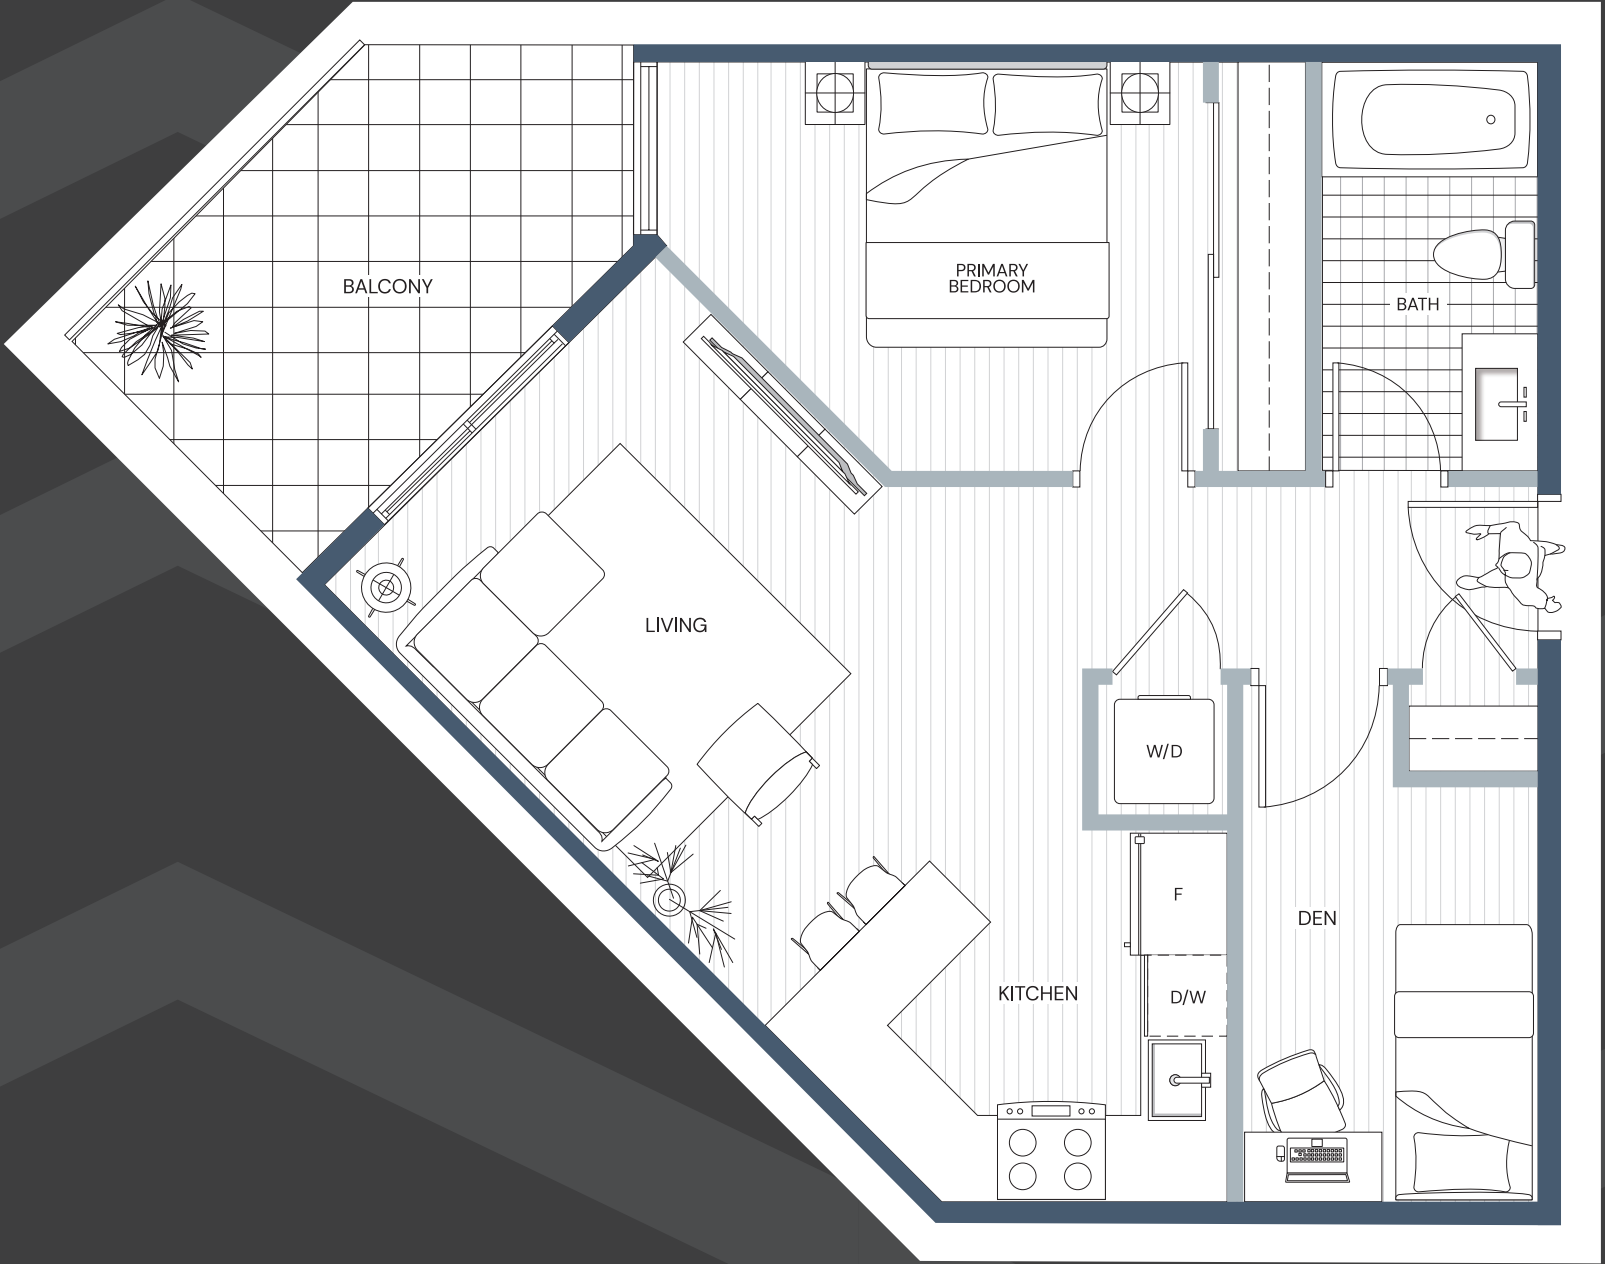 BALCONY
PRIMARY
BEDROOM
BATH
LIVING
W/D
F
DEN
KITCHEN
D/W